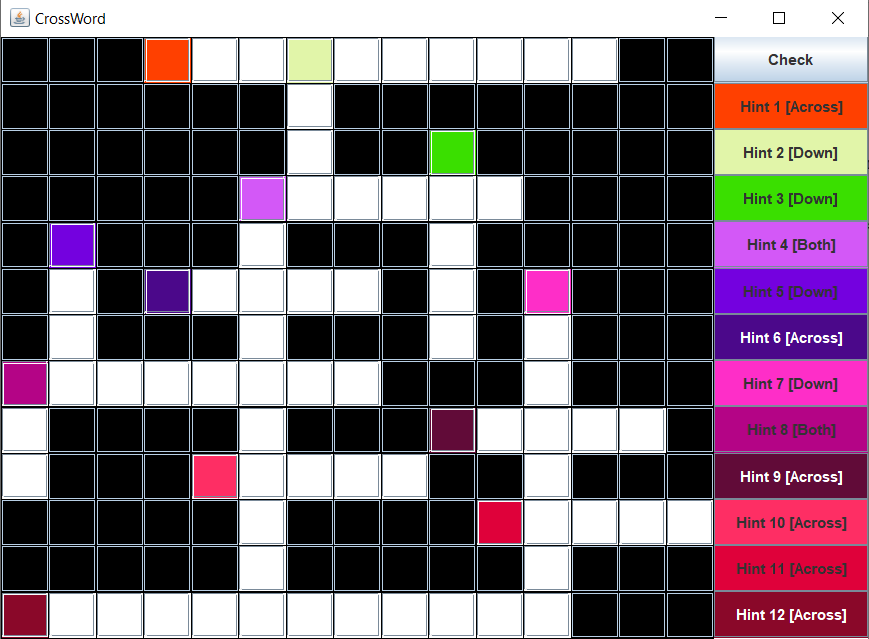 CrossWord
Check
Hint 1 [Across]
Hint 2 [Down]
Hint 3 [Down]
Hint 4 [Both]
Hint 5 [Down]
Hint 6 [Across]
Hint 7 [Down]
Hint 8 [Both]
Hint 9 [Across]
Hint 10 [Across]
Hint 11 [Across]
Hint 12 [Across]